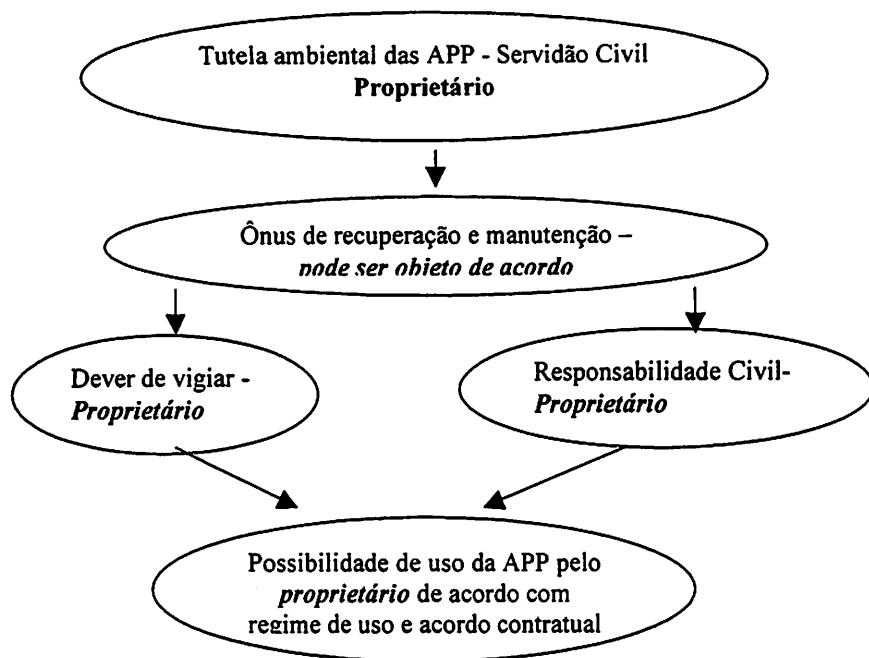 Tutela ambiental das APP - Servidão Civil
Proprietário
Ônus de recuperação e manutenção –
pode ser objeto de acordo
Dever de vigiar -
Proprietário
Responsabilidade Civil-
Proprietário
Possibilidade de uso da APP pelo
proprietário de acordo com
regime de uso e acordo contratual